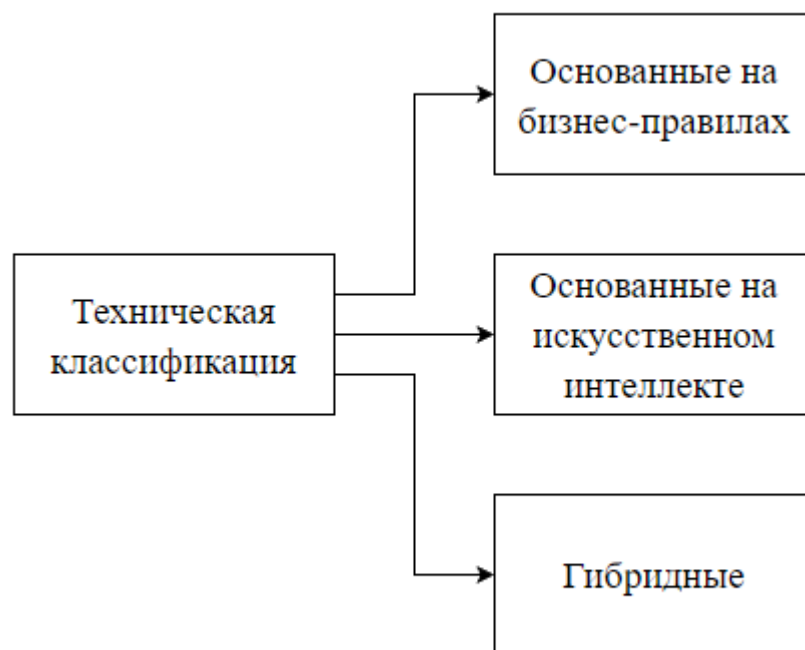 Основанные на
бизнес-правилах
Техническая
классификация
Основанные на
искусственном
интеллекте
Гибридные